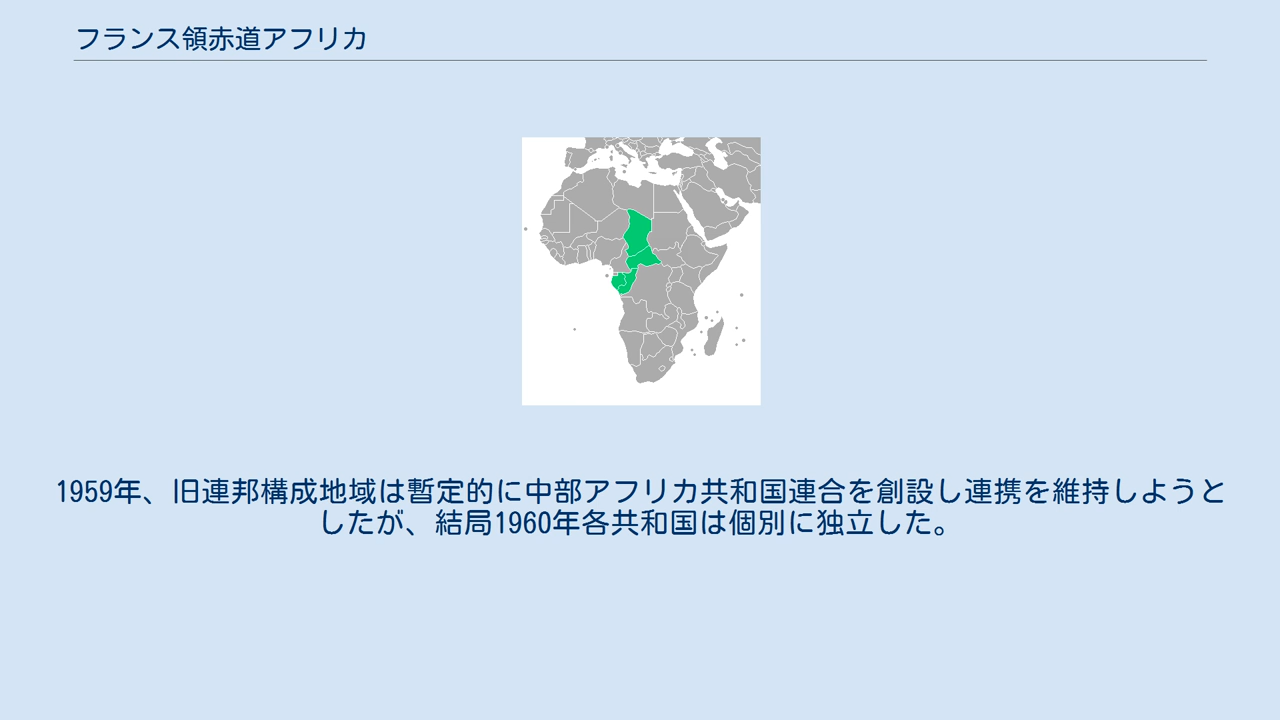 フランス領赤道アフリカ
1959年、旧連邦構成地域は暫定的に中部アフリカ共和国連合を創設し連携を維持しようと
したが、結局1960年各共和国は個別に独立した。